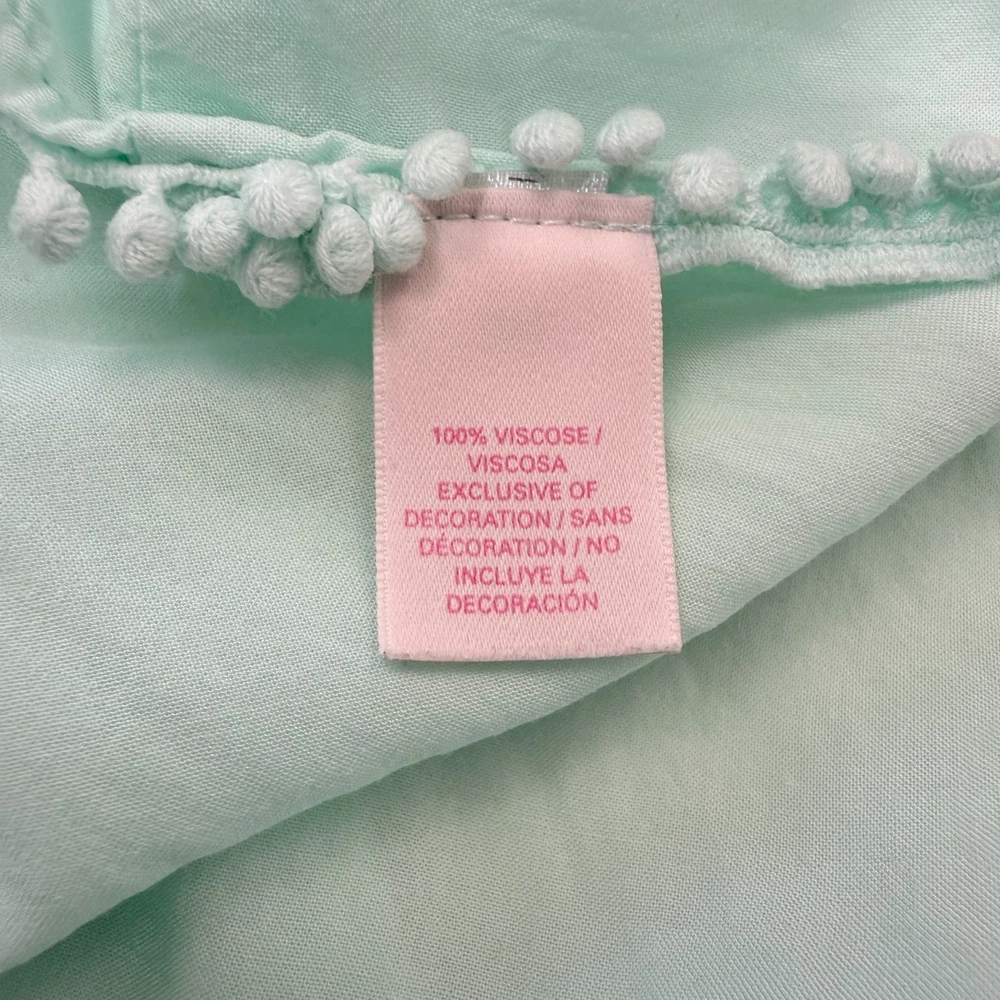 100% VISCOSE /
VISCOSA
EXCLUSIVE OF
DECORATION / SANS
DÉCORATION / NO
INCLUYE LA
DECORACIÓN